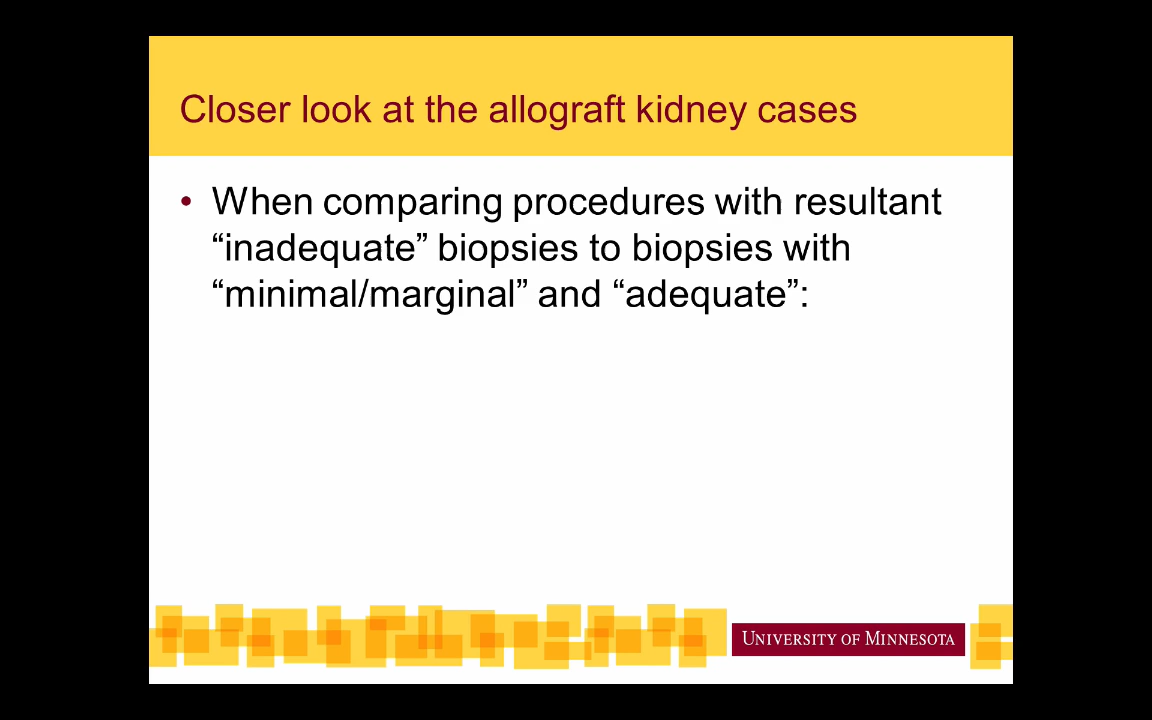 Closer look at the allograft kidney cases
• When comparing procedures with resultant
“inadequate” biopsies to biopsies with
“minimal/marginal” and “adequate”:
UNIVERSITY OF MINNESOTA